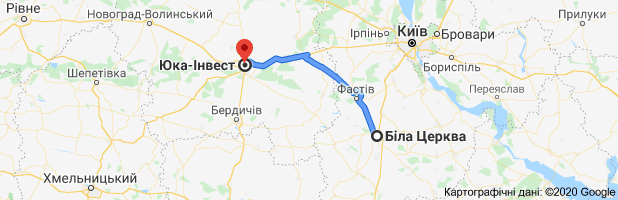 Рівне
Новоград-Волинський
Київ
Ірпінь
Бровари
Прилуки
Юка-Інвест
Бориспіль
Шепетівка
Фастів
Переяслав
Бердичів
Біла Церква
Хмельницький
Картографічні дані: ©2020 Google